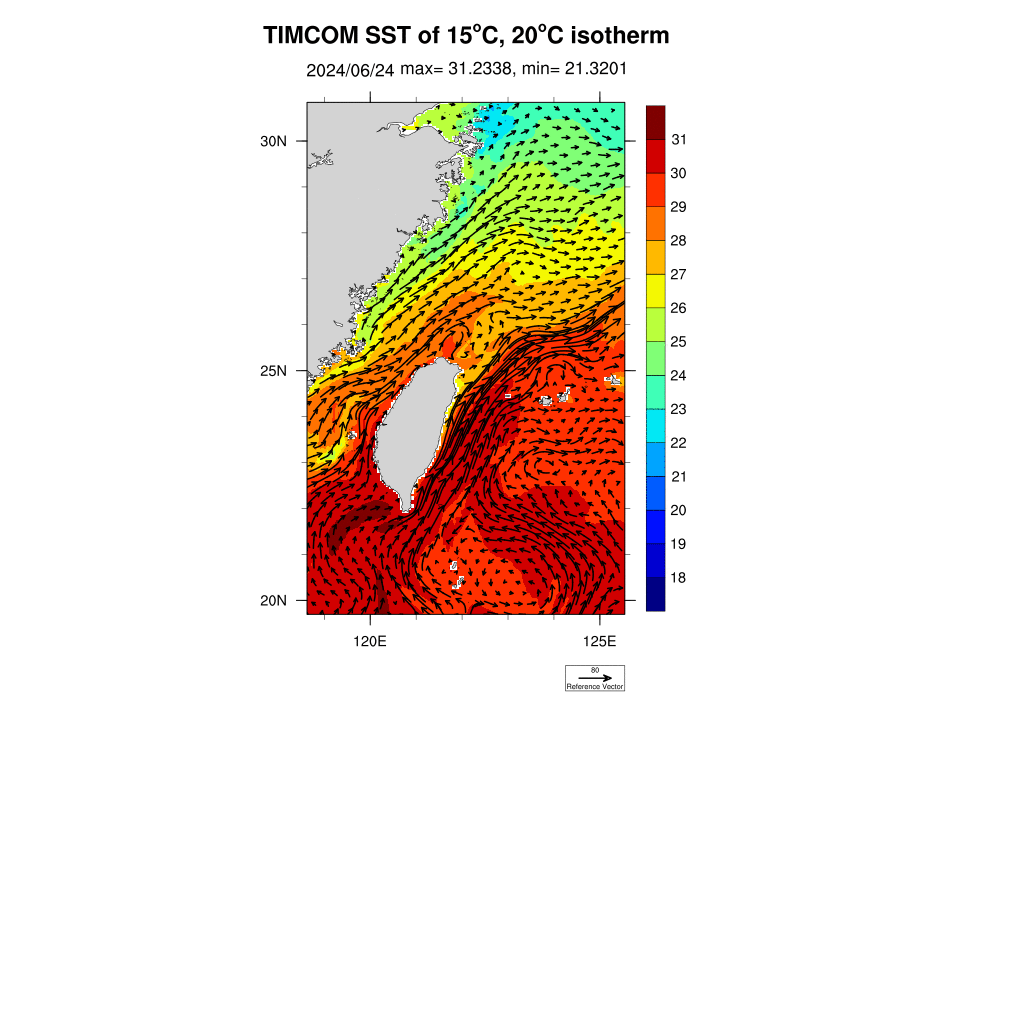 TIMCOM SST of 15°C, 20°C isotherm
2024/06/24 max= 31.2338, min= 21.3201
30N
25N
20N
120E
125E
31
30
29
28
27
26
25
24
23
22
21
20
19
18
80
Reference Vector